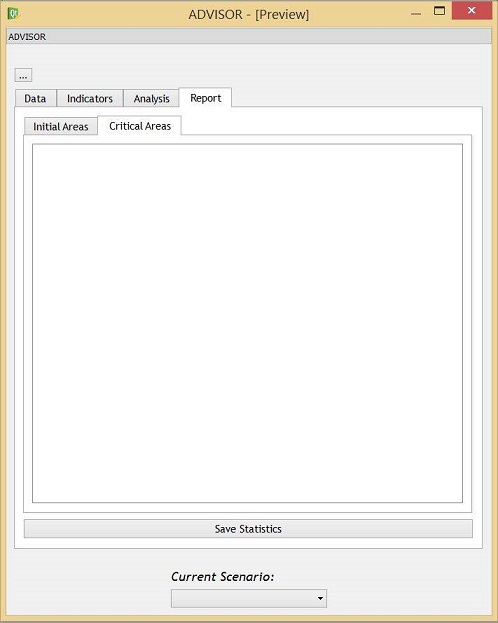 ADVISOR - [Preview]
ADVISOR
...
Data Indicators Analysis Report
Initial Areas Critical Areas
Save Statistics
Current Scenario: